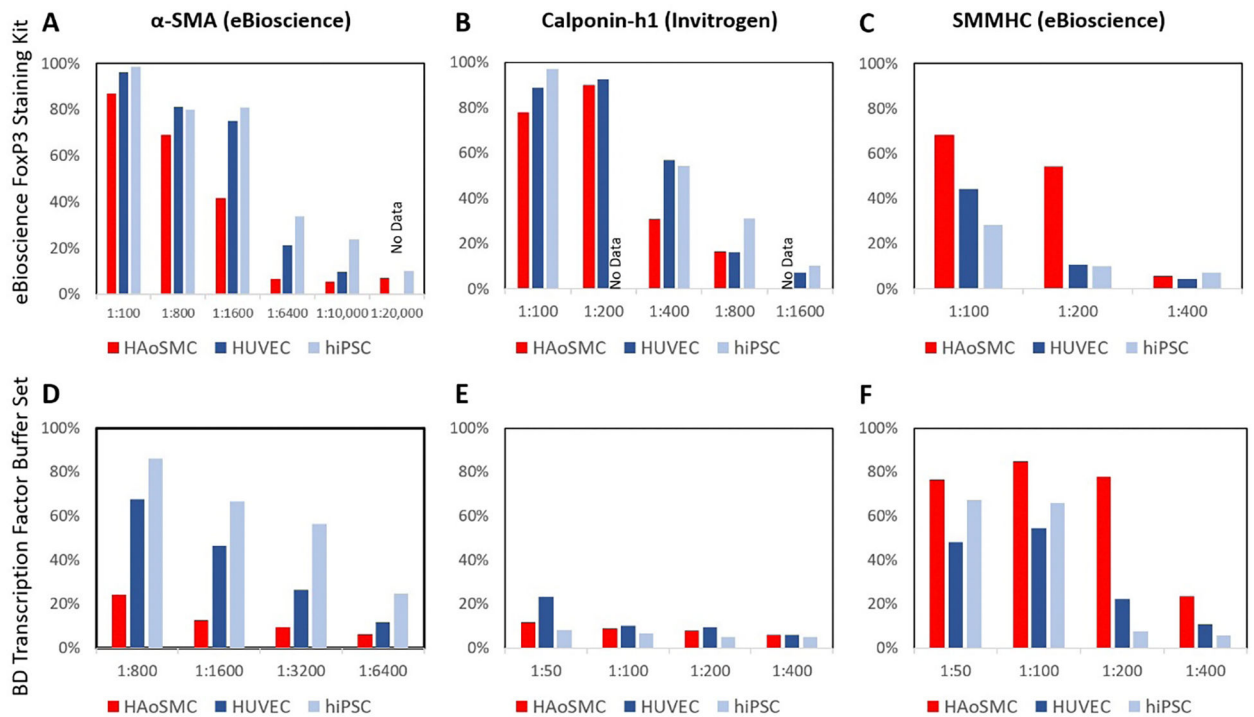 A
α-SMA (eBioscience)
B
Calponin-h1 (Invitrogen)
C
SMMHC (eBioscience)
eBioscience FoxP3 Staining Kit
100%
80%
60%
40%
20%
0%
No Data
1:100 1:800 1:1600 1:6400 1:10,000 1:20,000
HAoSMC HUVEC hiPSC
100%
80%
60%
40%
20%
0%
No Data
No Data
1:100 1:200 1:400 1:800 1:1600
HAoSMC HUVEC hiPSC
100%
80%
60%
40%
20%
0%
1:100 1:200 1:400
HAoSMC HUVEC hiPSC
BD Transcription Factor Buffer Set
D
100%
80%
60%
40%
20%
0%
1:800 1:1600 1:3200 1:6400
HAoSMC HUVEC hiPSC
E
100%
80%
60%
40%
20%
0%
1:50 1:100 1:200 1:400
HAoSMC HUVEC hiPSC
F
100%
80%
60%
40%
20%
0%
1:50 1:100 1:200 1:400
HAoSMC HUVEC hiPSC